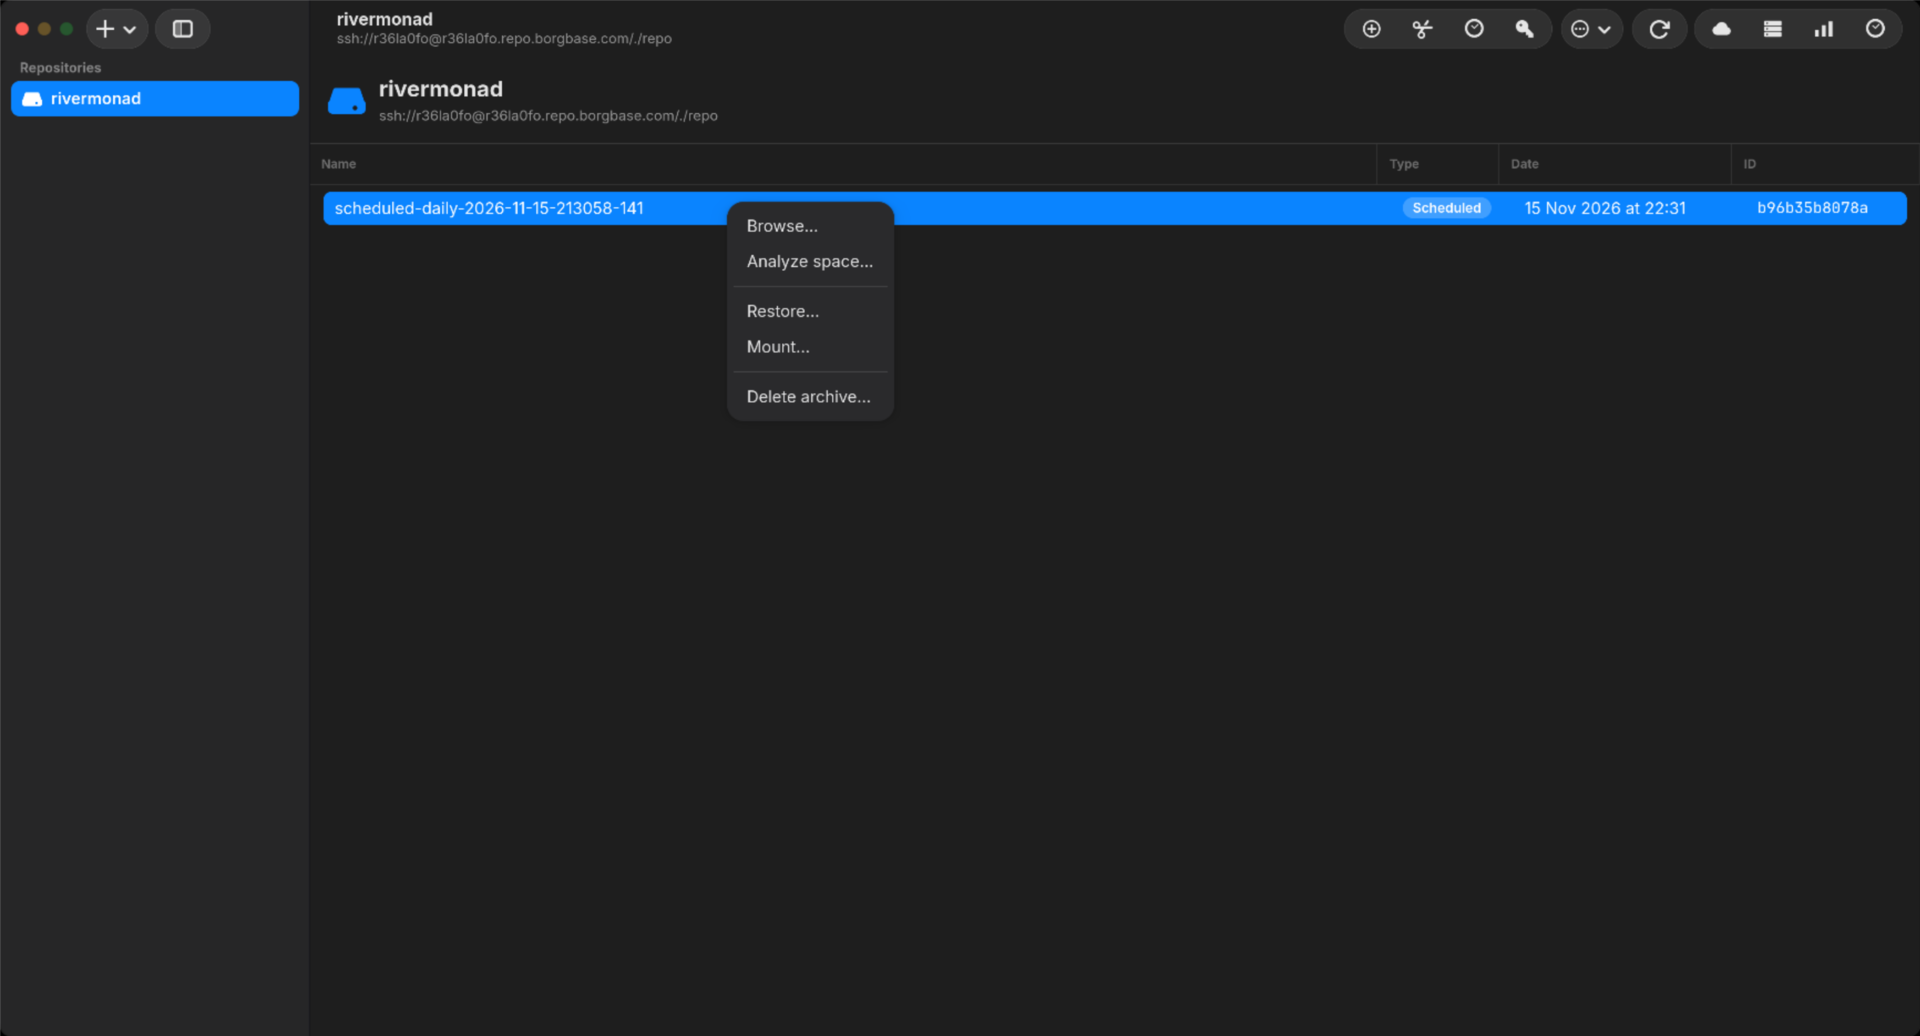 rivermonad
ssh://r36la0fo@r36la0fo.repo.borgbase.com/./repo
Repositories
rivermonad
rivermonad
ssh://r36la0fo@r36la0fo.repo.borgbase.com/./repo
Name Type Date ID
scheduled-daily-2026-11-15-213058-141 Scheduled 15 Nov 2026 at 22:31 b96b35b8078a
Browse...
Analyze space...
Restore...
Mount...
Delete archive...